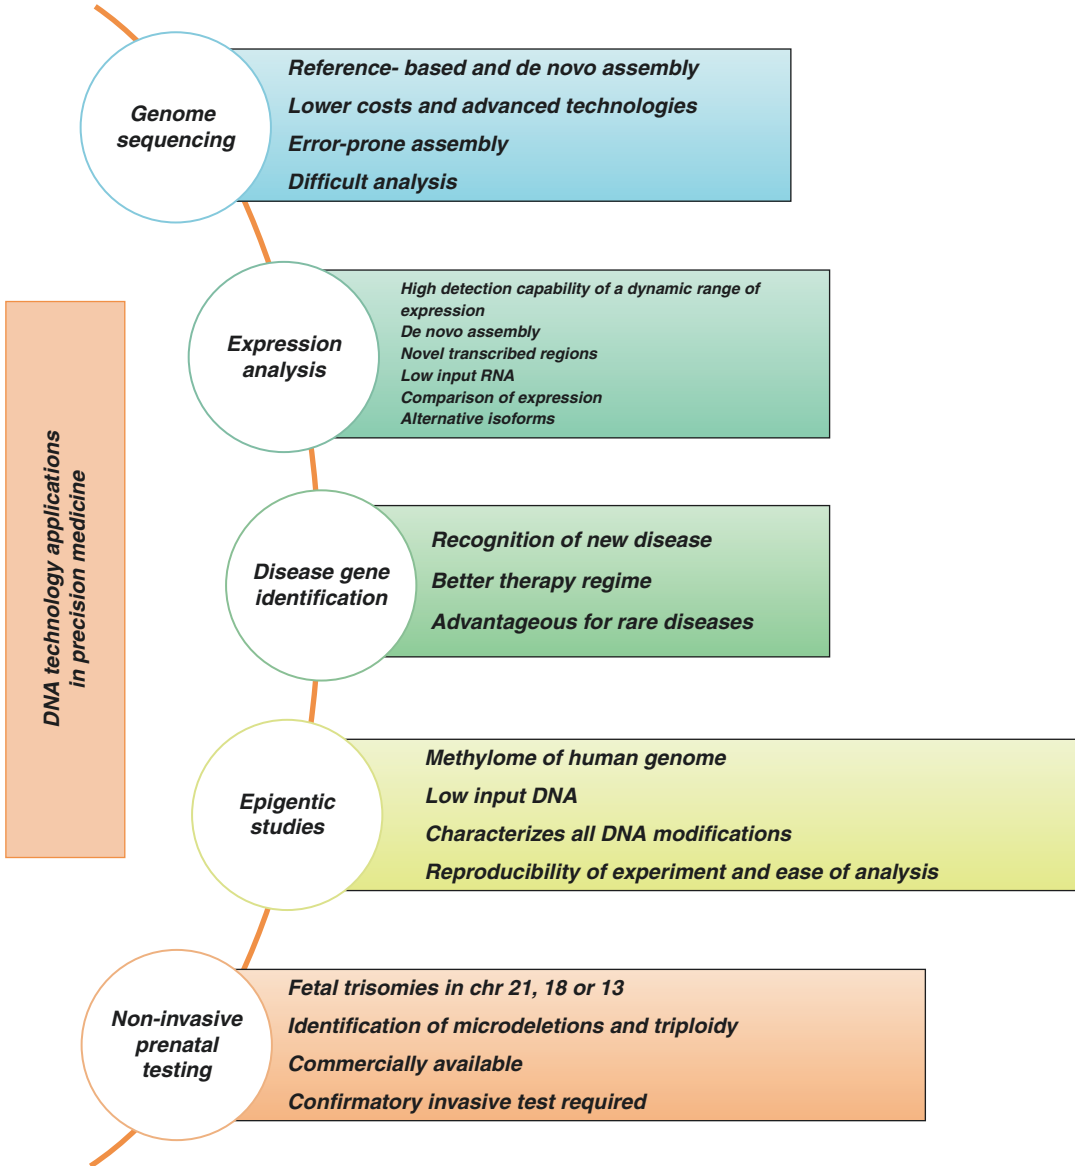 Genome
sequencing
Reference- based and de novo assembly
Lower costs and advanced technologies
Error-prone assembly
Difficult analysis
Expression
analysis
High detection capability of a dynamic range of
expression
De novo assembly
Novel transcribed regions
Low input RNA
Comparison of expression
Alternative isoforms
DNA technology applications
in precision medicine
Disease gene
identification
Recognition of new disease
Better therapy regime
Advantageous for rare diseases
Epigentic
studies
Methylome of human genome
Low input DNA
Characterizes all DNA modifications
Reproducibility of experiment and ease of analysis
Non-invasive
prenatal
testing
Fetal trisomies in chr 21, 18 or 13
Identification of microdeletions and triploidy
Commercially available
Confirmatory invasive test required